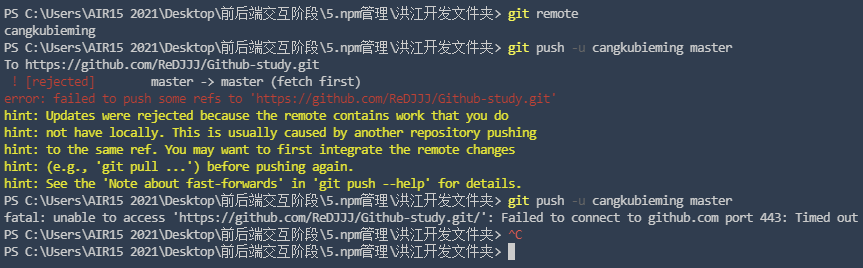 PS C:\Users\AIR15 2021\Desktop\前后端交互阶段\5.npm管理\洪江开发文件夹> git remote
cangkubieming
PS C:\Users\AIR15 2021\Desktop\前后端交互阶段\5.npm管理\洪江开发文件夹> git push -u cangkubieming master
To https://github.com/ReDJJJ/Github-study.git
 ! [rejected]        master -> master (fetch first)
error: failed to push some refs to 'https://github.com/ReDJJJ/Github-study.git'
hint: Updates were rejected because the remote contains work that you do
hint: not have locally. This is usually caused by another repository pushing
hint: to the same ref. You may want to first integrate the remote changes
hint: (e.g., 'git pull ...') before pushing again.
hint: See the 'Note about fast-forwards' in 'git push --help' for details.
PS C:\Users\AIR15 2021\Desktop\前后端交互阶段\5.npm管理\洪江开发文件夹> git push -u cangkubieming master
fatal: unable to access 'https://github.com/ReDJJJ/Github-study.git/': Failed to connect to github.com port 443: Timed out
PS C:\Users\AIR15 2021\Desktop\前后端交互阶段\5.npm管理\洪江开发文件夹> ^C
PS C:\Users\AIR15 2021\Desktop\前后端交互阶段\5.npm管理\洪江开发文件夹>